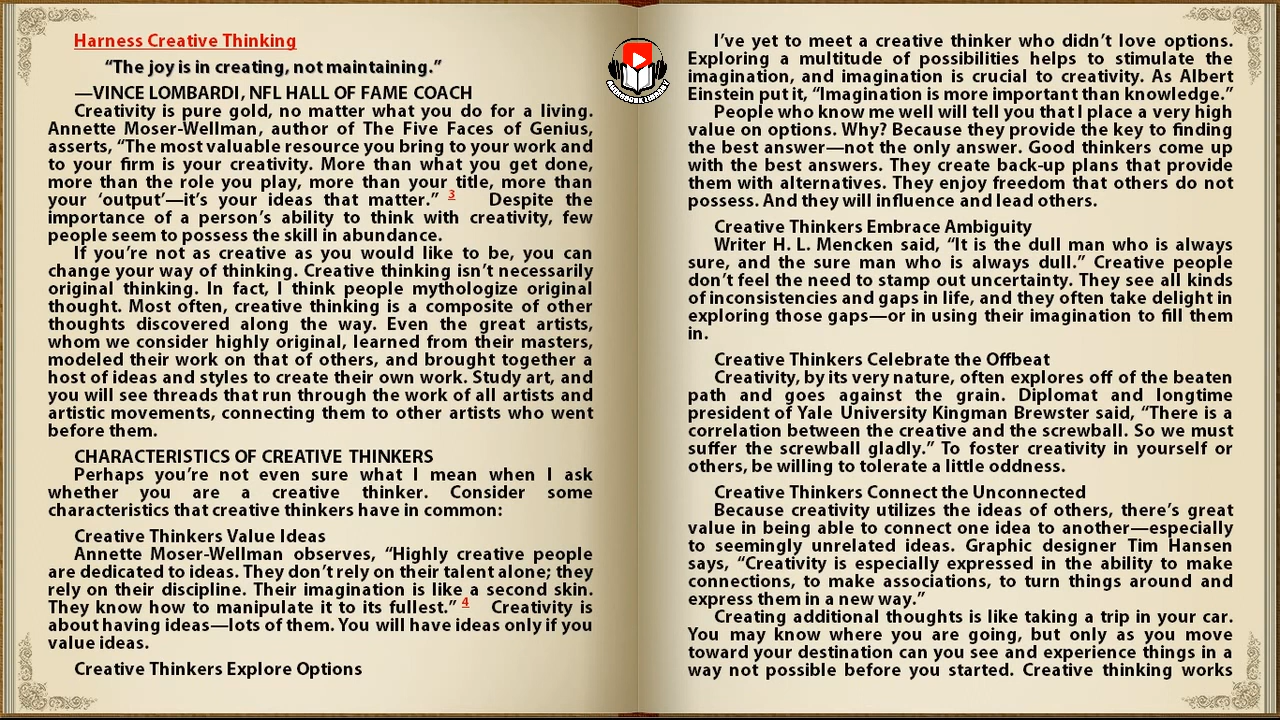 Harness Creative Thinking
“The joy is in creating, not maintaining.”
—VINCE LOMBARDI, NFL HALL OF FAME COACH
Creativity is pure gold, no matter what you do for a living.
Annette Moser-Wellman, author of The Five Faces of Genius,
asserts, “The most valuable resource you bring to your work and
to your firm is your creativity. More than what you get done,
more than the role you play, more than your title, more than
your ‘output’—it’s your ideas that matter.” 3 Despite the
importance of a person’s ability to think with creativity, few
people seem to possess the skill in abundance.
If you’re not as creative as you would like to be, you can
change your way of thinking. Creative thinking isn’t necessarily
original thinking. In fact, I think people mythologize original
thought. Most often, creative thinking is a composite of other
thoughts discovered along the way. Even the great artists,
whom we consider highly original, learned from their masters,
modeled their work on that of others, and brought together a
host of ideas and styles to create their own work. Study art, and
you will see threads that run through the work of all artists and
artistic movements, connecting them to other artists who went
before them.
CHARACTERISTICS OF CREATIVE THINKERS
Perhaps you’re not even sure what I mean when I ask
whether you are a creative thinker. Consider some
characteristics that creative thinkers have in common:
Creative Thinkers Value Ideas
Annette Moser-Wellman observes, “Highly creative people
are dedicated to ideas. They don’t rely on their talent alone; they
rely on their discipline. Their imagination is like a second skin.
They know how to manipulate it to its fullest.” 4 Creativity is
about having ideas—lots of them. You will have ideas only if you
value ideas.
Creative Thinkers Explore Options
AUDIOBOOK LIBRARY
I’ve yet to meet a creative thinker who didn’t love options.
Exploring a multitude of possibilities helps to stimulate the
imagination, and imagination is crucial to creativity. As Albert
Einstein put it, “Imagination is more important than knowledge.”
People who know me well will tell you that I place a very high
value on options. Why? Because they provide the key to finding
the best answer—not the only answer. Good thinkers come up
with the best answers. They create back-up plans that provide
them with alternatives. They enjoy freedom that others do not
possess. And they will influence and lead others.
Creative Thinkers Embrace Ambiguity
Writer H. L. Mencken said, “It is the dull man who is always
sure, and the sure man who is always dull.” Creative people
don’t feel the need to stamp out uncertainty. They see all kinds
of inconsistencies and gaps in life, and they often take delight in
exploring those gaps—or in using their imagination to fill them
in.
Creative Thinkers Celebrate the Offbeat
Creativity, by its very nature, often explores off of the beaten
path and goes against the grain. Diplomat and longtime
president of Yale University Kingman Brewster said, “There is a
correlation between the creative and the screwball. So we must
suffer the screwball gladly.” To foster creativity in yourself or
others, be willing to tolerate a little oddness.
Creative Thinkers Connect the Unconnected
Because creativity utilizes the ideas of others, there’s great
value in being able to connect one idea to another—especially
to seemingly unrelated ideas. Graphic designer Tim Hansen
says, “Creativity is especially expressed in the ability to make
connections, to make associations, to turn things around and
express them in a new way.”
Creating additional thoughts is like taking a trip in your car.
You may know where you are going, but only as you move
toward your destination can you see and experience things in a
way not possible before you started. Creative thinking works